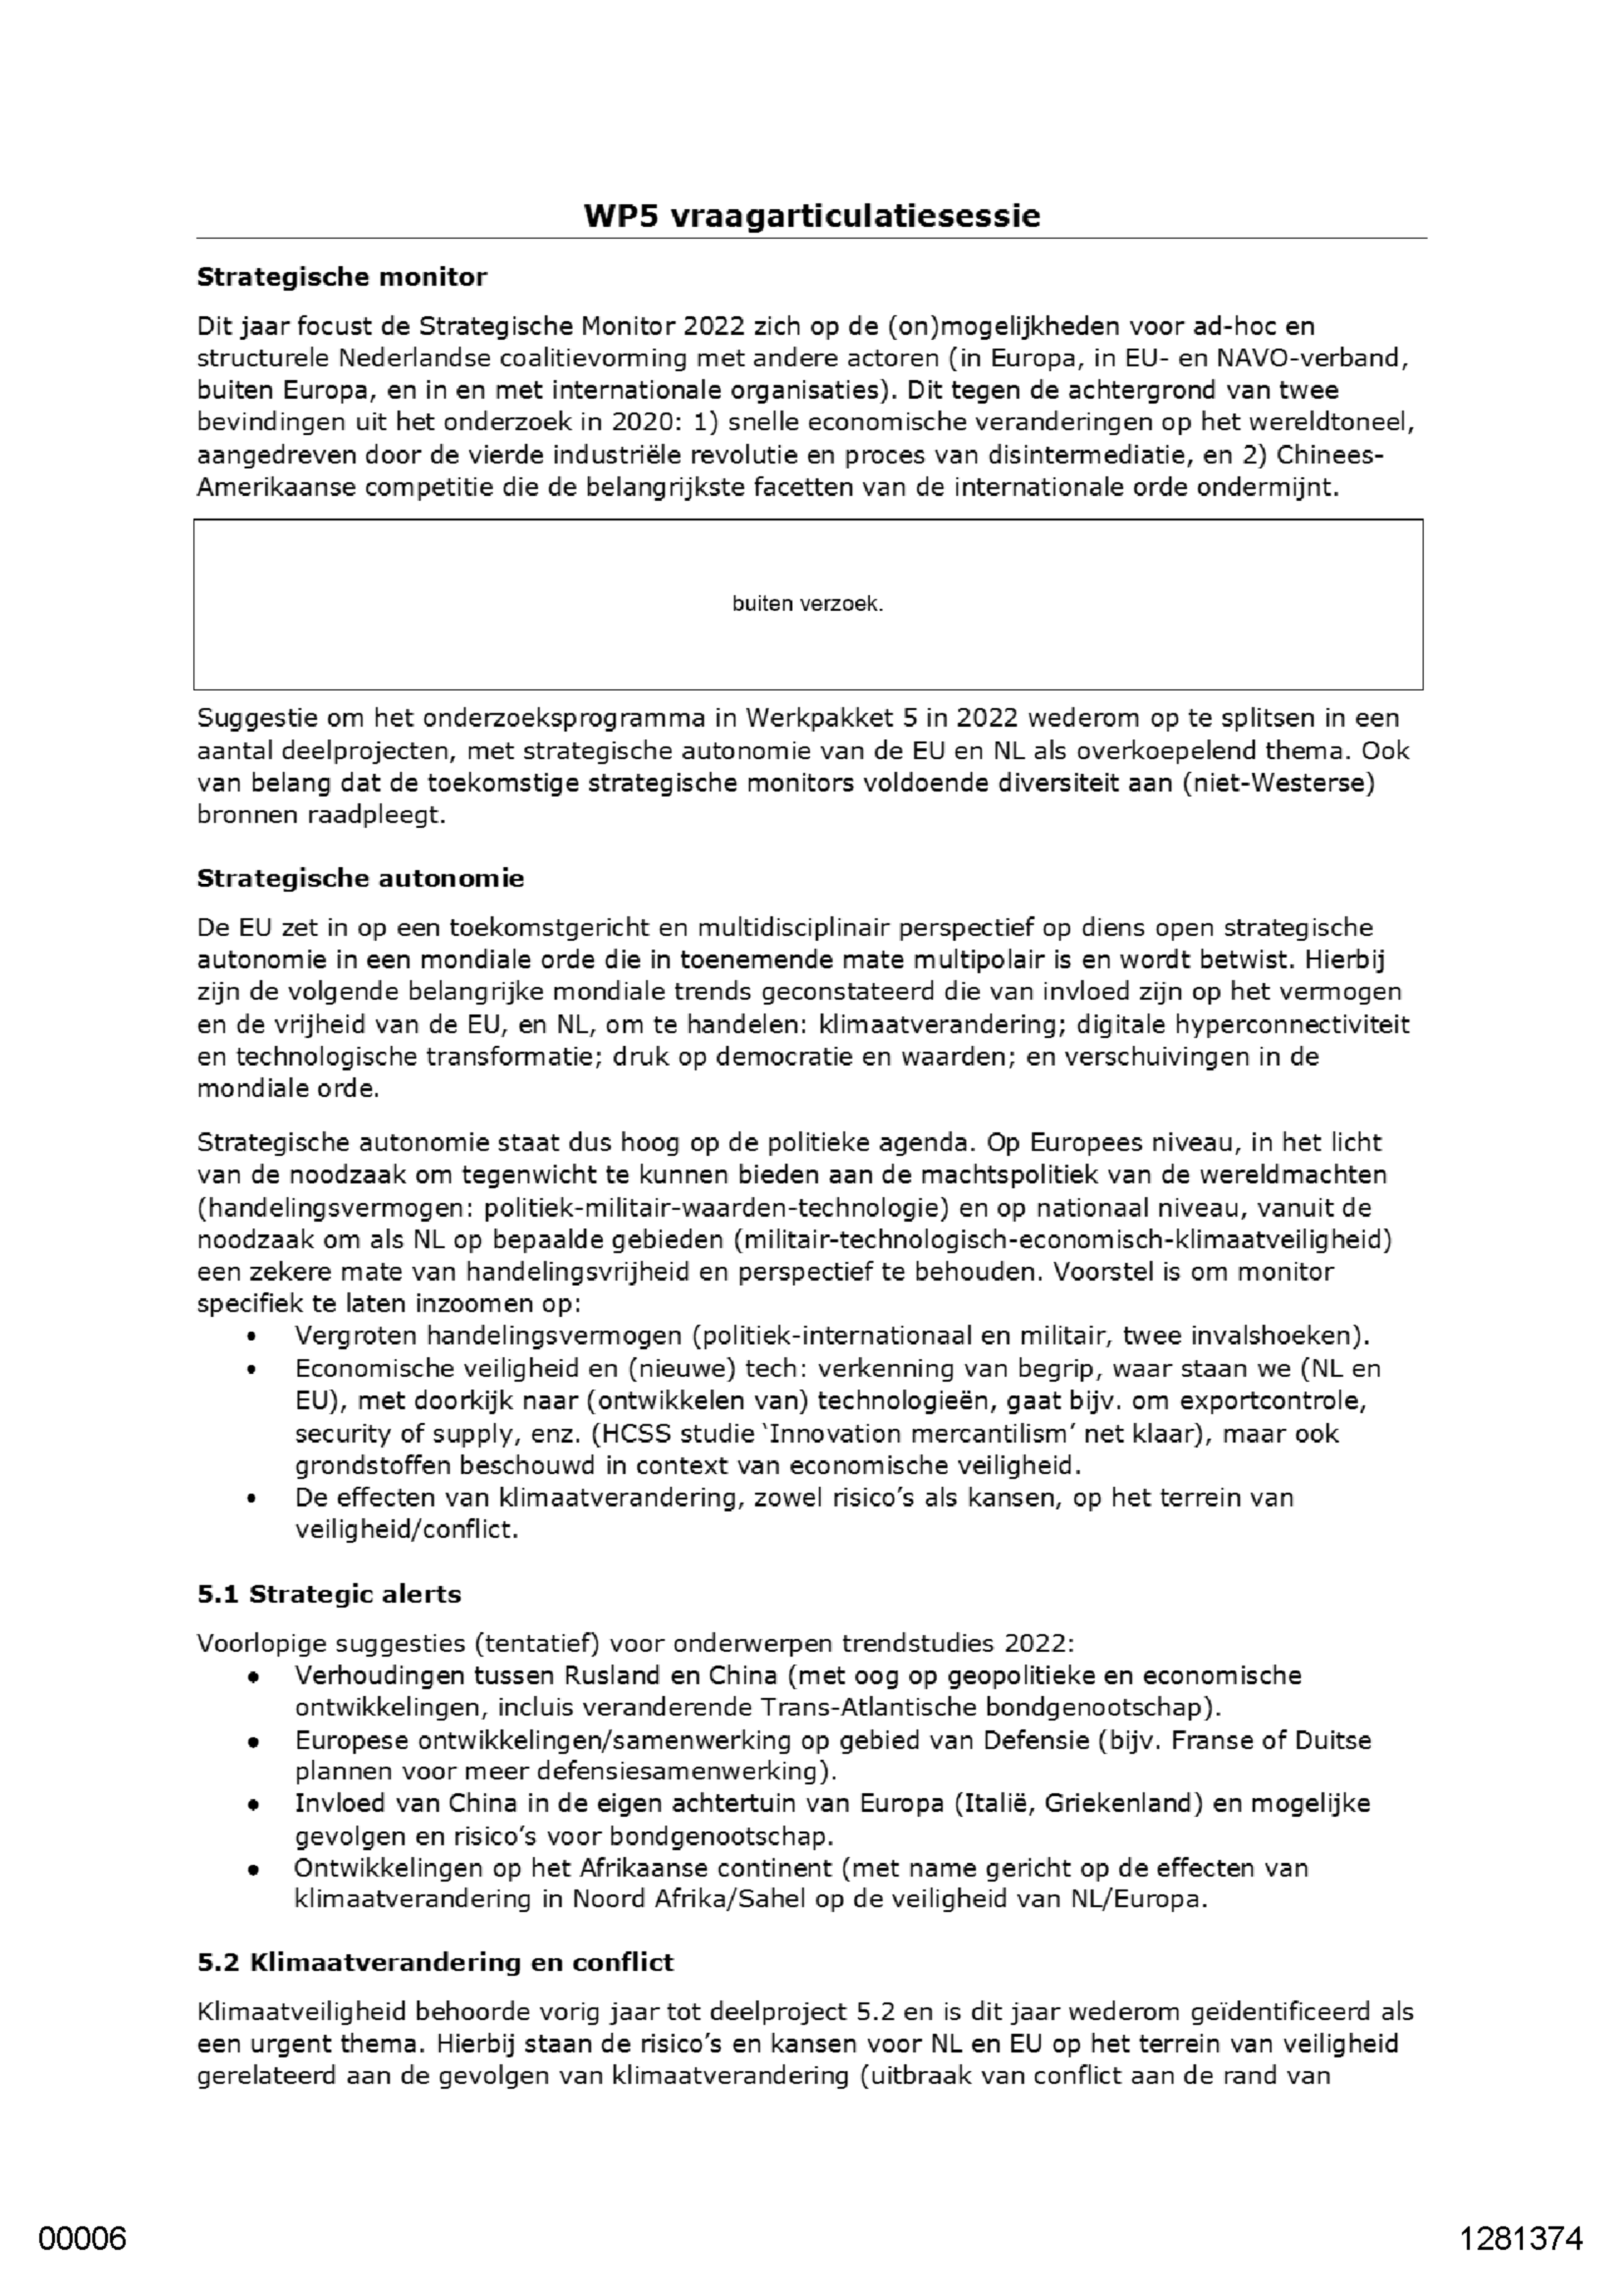 WP5 vraagarticulatiesessie
Strategische monitor
Dit jaar focust de Strategische Monitor 2022 zich op de (on)mogelijkheden voor ad-hoc en
structurele Nederlandse coalitievorming met andere actoren (in Europa, in EU- en NAVO-verband,
buiten Europa, en in en met internationale organisaties). Dit tegen de achtergrond van twee
bevindingen uit het onderzoek in 2020: 1) snelle economische veranderingen op het wereldtoneel,
aangedreven door de vierde industriële revolutie en proces van disintermediatie, en 2) Chinees-
Amerikaanse competitie die de belangrijkste facetten van de internationale orde ondermijnt.
buiten verzoek.
Suggestie om het onderzoeksprogramma in Werkpakket 5 in 2022 wederom op te splitsen in een
aantal deelprojecten, met strategische autonomie van de EU en NL als overkoepelend thema. Ook
van belang dat de toekomstige strategische monitors voldoende diversiteit aan (niet-Westerse)
bronnen raadpleegt.
Strategische autonomie
De EU zet in op een toekomstgericht en multidisciplinair perspectief op diens open strategische
autonomie in een mondiale orde die in toenemende mate multipolair is en wordt betwist. Hierbij
zijn de volgende belangrijke mondiale trends geconstateerd die van invloed zijn op het vermogen
en de vrijheid van de EU, en NL, om te handelen: klimaatverandering; digitale hyperconnectiviteit
en technologische transformatie; druk op democratie en waarden; en verschuivingen in de
mondiale orde.
Strategische autonomie staat dus hoog op de politieke agenda. Op Europees niveau, in het licht
van de noodzaak om tegenwicht te kunnen bieden aan de machtspolitiek van de wereldmachten
(handelingsvermogen: politiek-militair-waarden-technologie) en op nationaal niveau, vanuit de
noodzaak om als NL op bepaalde gebieden (militair-technologisch-economisch-klimaatveiligheid)
een zekere mate van handelingsvrijheid en perspectief te behouden. Voorstel is om monitor
specifiek te laten inzoomen op:
• Vergroten handelingsvermogen (politiek-internationaal en militair, twee invalshoeken).
• Economische veiligheid en (nieuwe) tech: verkenning van begrip, waar staan we (NL en
EU), met doorkijk naar (ontwikkelen van) technologieën, gaat bijv. om exportcontrole,
security of supply, enz. (HCSS studie ‘Innovation mercantilism’ net klaar), maar ook
grondstoffen beschouwd in context van economische veiligheid.
• De effecten van klimaatverandering, zowel risico’s als kansen, op het terrein van
veiligheid/conflict.
5.1 Strategic alerts
Voorlopige suggesties (tentatief) voor onderwerpen trendstudies 2022:
• Verhoudingen tussen Rusland en China (met oog op geopolitieke en economische
ontwikkelingen, incluis veranderende Trans-Atlantische bondgenootschap).
• Europese ontwikkelingen/samenwerking op gebied van Defensie (bijv. Franse of Duitse
plannen voor meer defensiesamenwerking).
• Invloed van China in de eigen achtertuin van Europa (Italië, Griekenland) en mogelijke
gevolgen en risico’s voor bondgenootschap.
• Ontwikkelingen op het Afrikaanse continent (met name gericht op de effecten van
klimaatverandering in Noord Afrika/Sahel op de veiligheid van NL/Europa.
5.2 Klimaatverandering en conflict
Klimaatveiligheid behoorde vorig jaar tot deelproject 5.2 en is dit jaar wederom geïdentificeerd als
een urgent thema. Hierbij staan de risico’s en kansen voor NL en EU op het terrein van veiligheid
gerelateerd aan de gevolgen van klimaatverandering (uitbraak van conflict aan de rand van
00006
1281374